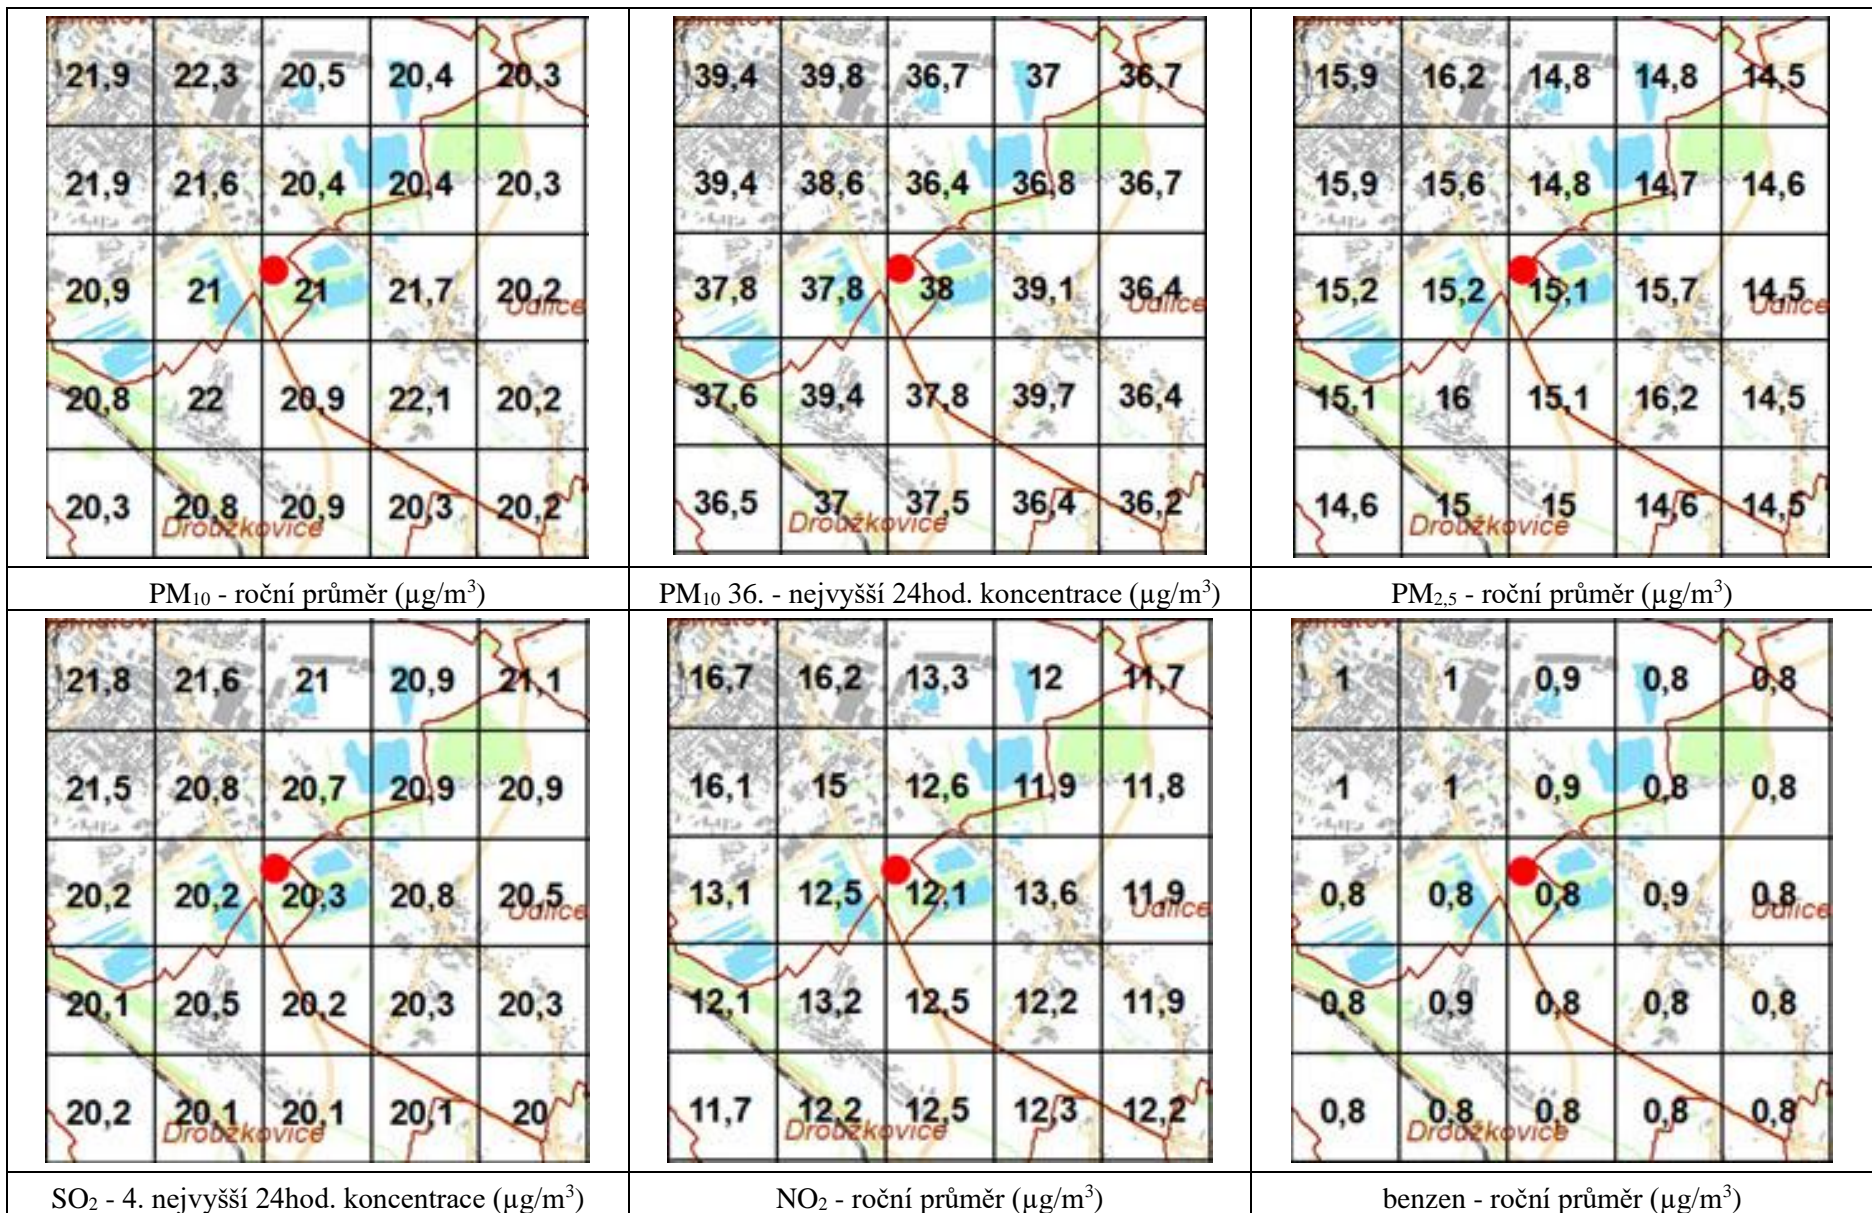 21,9 22,3 20,5 20,4 20,3
21,9 21,6 20,4 20,4 20,3
20,9 21 21 21,7 20,2
Údlice
20,8 22 20,9 22,1 20,2
20,3 20,8 20,9 20,3 20,2
Droužkovice
PM10 - roční průměr (µg/m3)
39,4 39,8 36,7 37 36,7
39,4 38,6 36,4 36,8 36,7
37,8 37,8 38 39,1 36,4
Údlice
37,6 39,4 37,8 39,7 36,4
36,5 37 37,5 36,4 36,2
Droužkovice
PM10 36. - nejvyšší 24hod. koncentrace (µg/m3)
15,9 16,2 14,8 14,8 14,5
15,9 15,6 14,8 14,7 14,6
15,2 15,2 15,1 15,7 14,5
Údlice
15,1 16 15,1 16,2 14,5
14,6 15 15 14,6 14,5
Droužkovice
PM2,5 - roční průměr (µg/m3)
21,8 21,6 21 20,9 21,1
21,5 20,8 20,7 20,9 20,9
20,2 20,2 20,3 20,8 20,5
Údlice
20,1 20,5 20,2 20,3 20,3
20,2 20,1 20,1 20,1 20
Droužkovice
SO2 - 4. nejvyšší 24hod. koncentrace (µg/m3)
16,7 16,2 13,3 12 11,7
16,1 15 12,6 11,9 11,8
13,1 12,5 12,1 13,6 11,9
Údlice
12,1 13,2 12,5 12,2 11,9
11,7 12,2 12,5 12,3 12,2
Droužkovice
NO2 - roční průměr (µg/m3)
1 1 0,9 0,8 0,8
1 1 0,9 0,8 0,8
0,8 0,8 0,8 0,9 0,8
Údlice
0,8 0,9 0,8 0,8 0,8
0,8 0,8 0,8 0,8 0,8
Droužkovice
benzen - roční průměr (µg/m3)